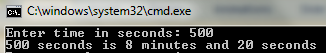 C:\windows\system32\cmd.exe
Enter time in seconds: 500
500 seconds is 8 minutes and 20 seconds